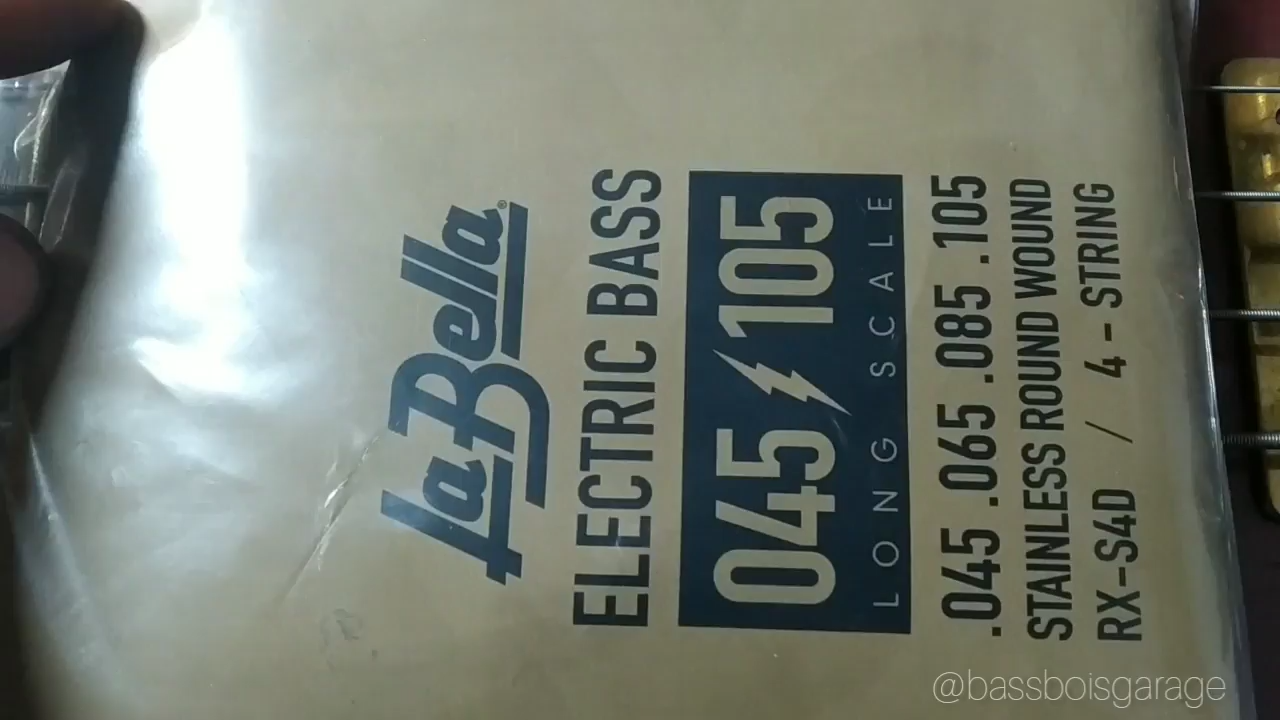 La Bella®
ELECTRIC BASS
045⚡105
LONG SCALE
.045 .065 .085 .105
STAINLESS ROUND WOUND
RX-S4D / 4-STRING
@bassboisgarage